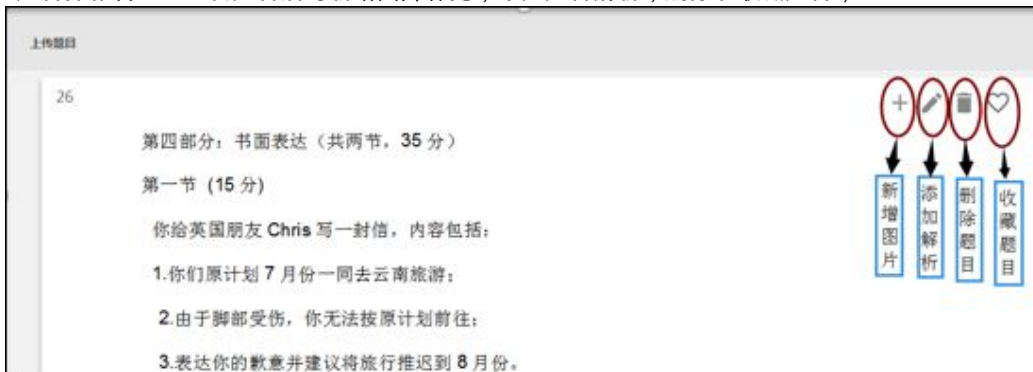 上传题目
26
第四部分：书面表达（共两节，35 分）
第一节 (15 分)
你给英国朋友 Chris 写一封信，内容包括：
1.你们原计划 7 月份一同去云南旅游；
2.由于脚部受伤，你无法按原计划前往；
3.表达你的歉意并建议将旅行推迟到 8 月份。
新增图片
添加解析
删除题目
收藏题目